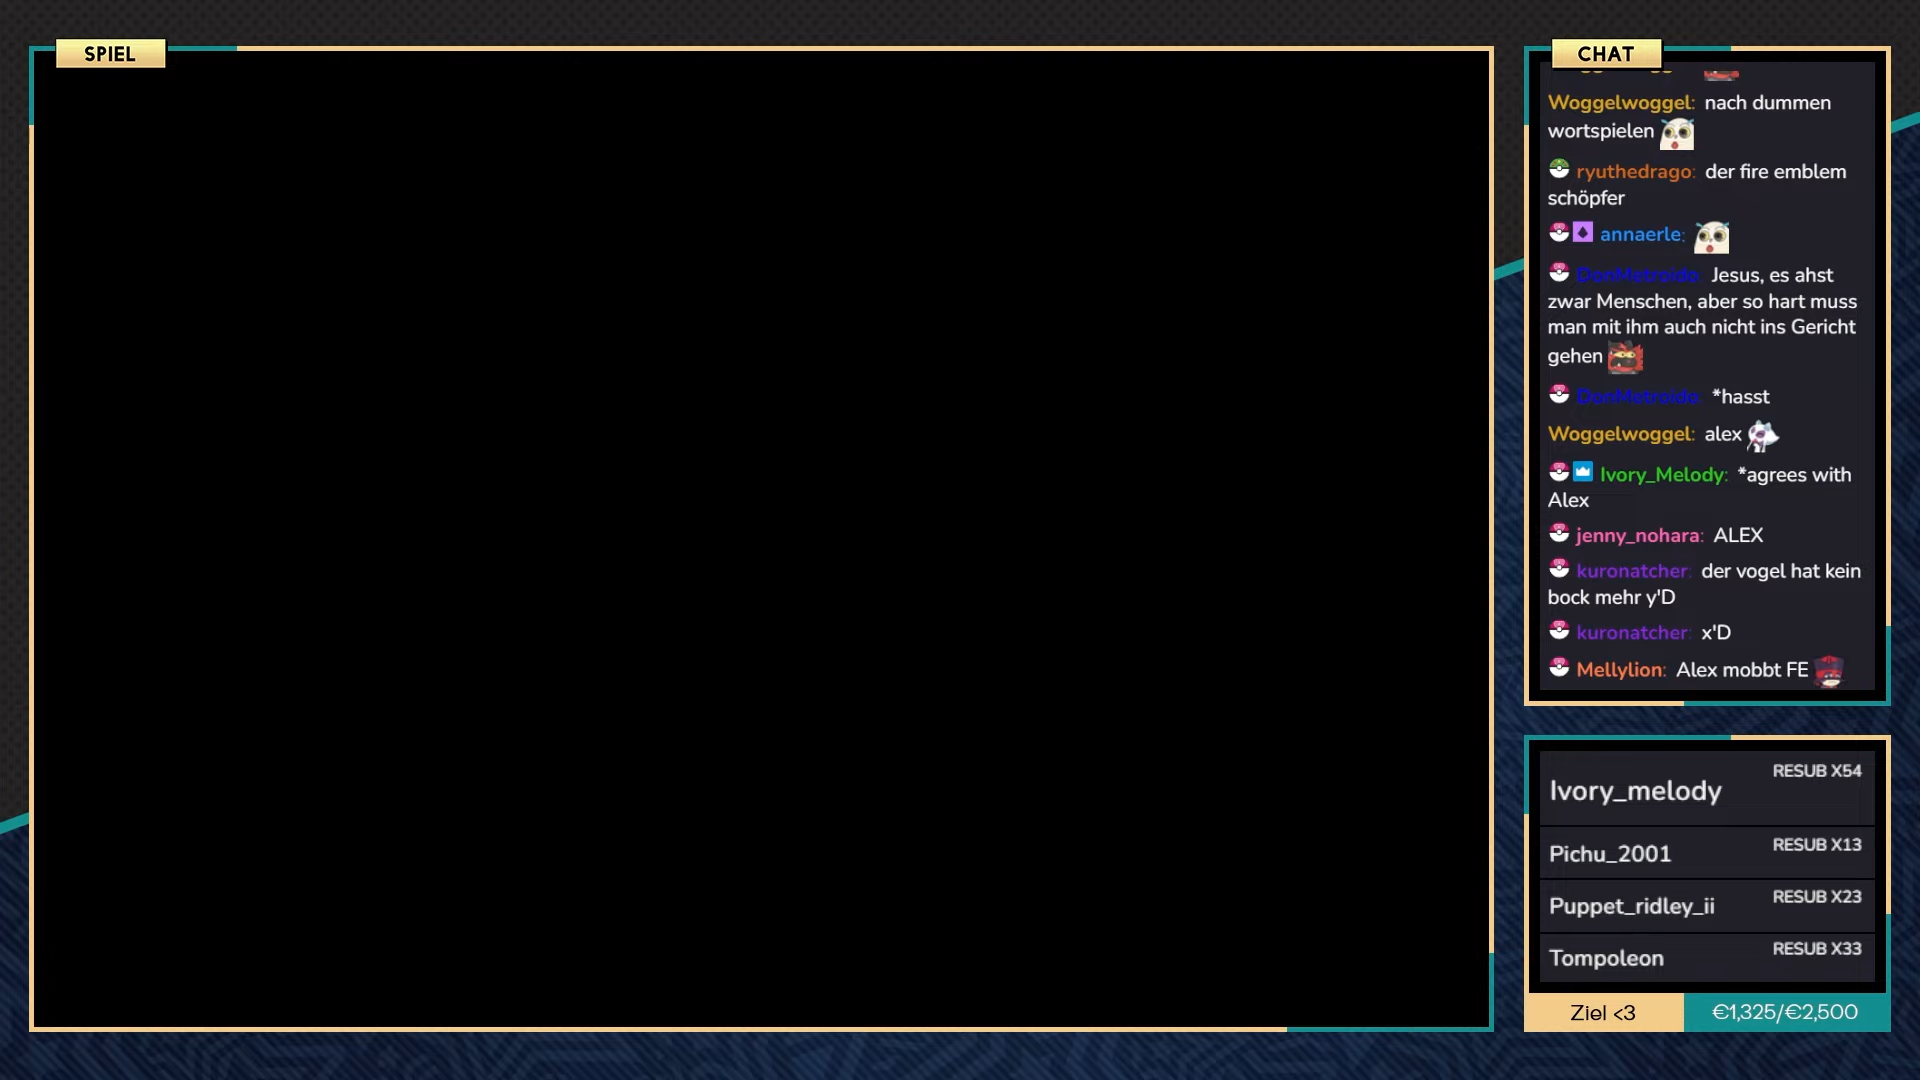 SPIEL
CHAT
Woggelwoggel: nach dummen
wortspielen
ryuthedrago: der fire emblem
schöpfer
annaerle:
DonMetroido: Jesus, es ahst
zwar Menschen, aber so hart muss
man mit ihm auch nicht ins Gericht
gehen
DonMetroido: *hasst
Woggelwoggel: alex
Ivory_Melody: *agrees with
Alex
jenny_nohara: ALEX
kuronatcher: der vogel hat kein
bock mehr y'D
kuronatcher: x'D
Mellylion: Alex mobbt FE
Ivory_melody RESUB X54
Pichu_2001 RESUB X13
Puppet_ridley_ii RESUB X23
Tompoleon RESUB X33
Ziel <3 €1,325/€2,500